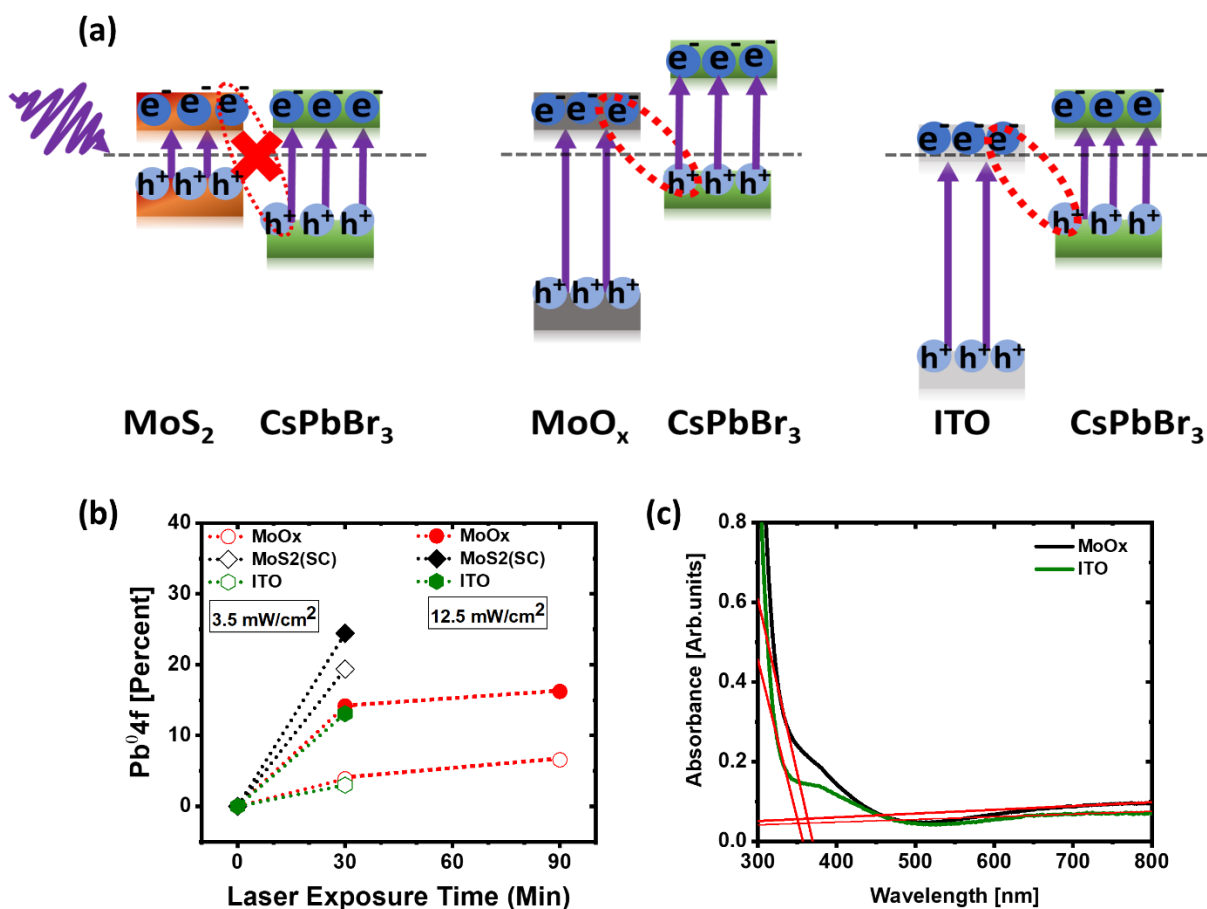 (a)
e- e- e- e- e- e-
h+ h+ h+ h+ h+ h+
MoS2 CsPbBr3
e- e- e- e- e- e-
h+ h+ h+
h+ h+ h+
MoOx CsPbBr3
e- e- e- e- e- e-
h+ h+ h+
h+ h+ h+
ITO CsPbBr3
(b)
Pb⁰4f [Percent]
40
30
20
10
0
MoOx
MoS2(SC)
ITO
3.5 mW/cm²
MoOx
MoS2(SC)
ITO
12.5 mW/cm²
0 30 60 90
Laser Exposure Time (Min)
(c)
Absorbance [Arb.units]
0.8
0.6
0.4
0.2
0.0
MoOx
ITO
300 400 500 600 700 800
Wavelength [nm]